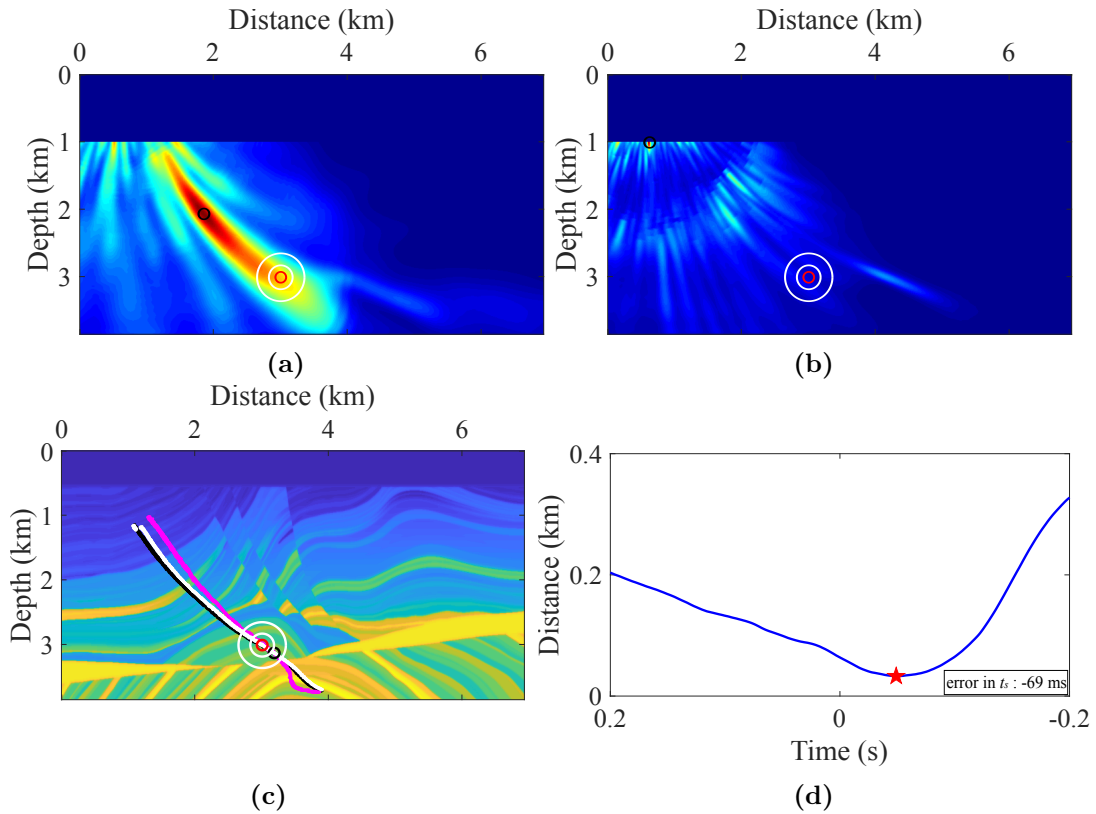 Distance (km)
0 2 4 6
0
1
2
3
Depth (km)
(a)
Distance (km)
0 2 4 6
0
1
2
3
Depth (km)
(b)
Distance (km)
0 2 4 6
0
1
2
3
Depth (km)
(c)
0.4
0.2
0
Distance (km)
error in ts : -69 ms
0.2 0 -0.2
Time (s)
(d)